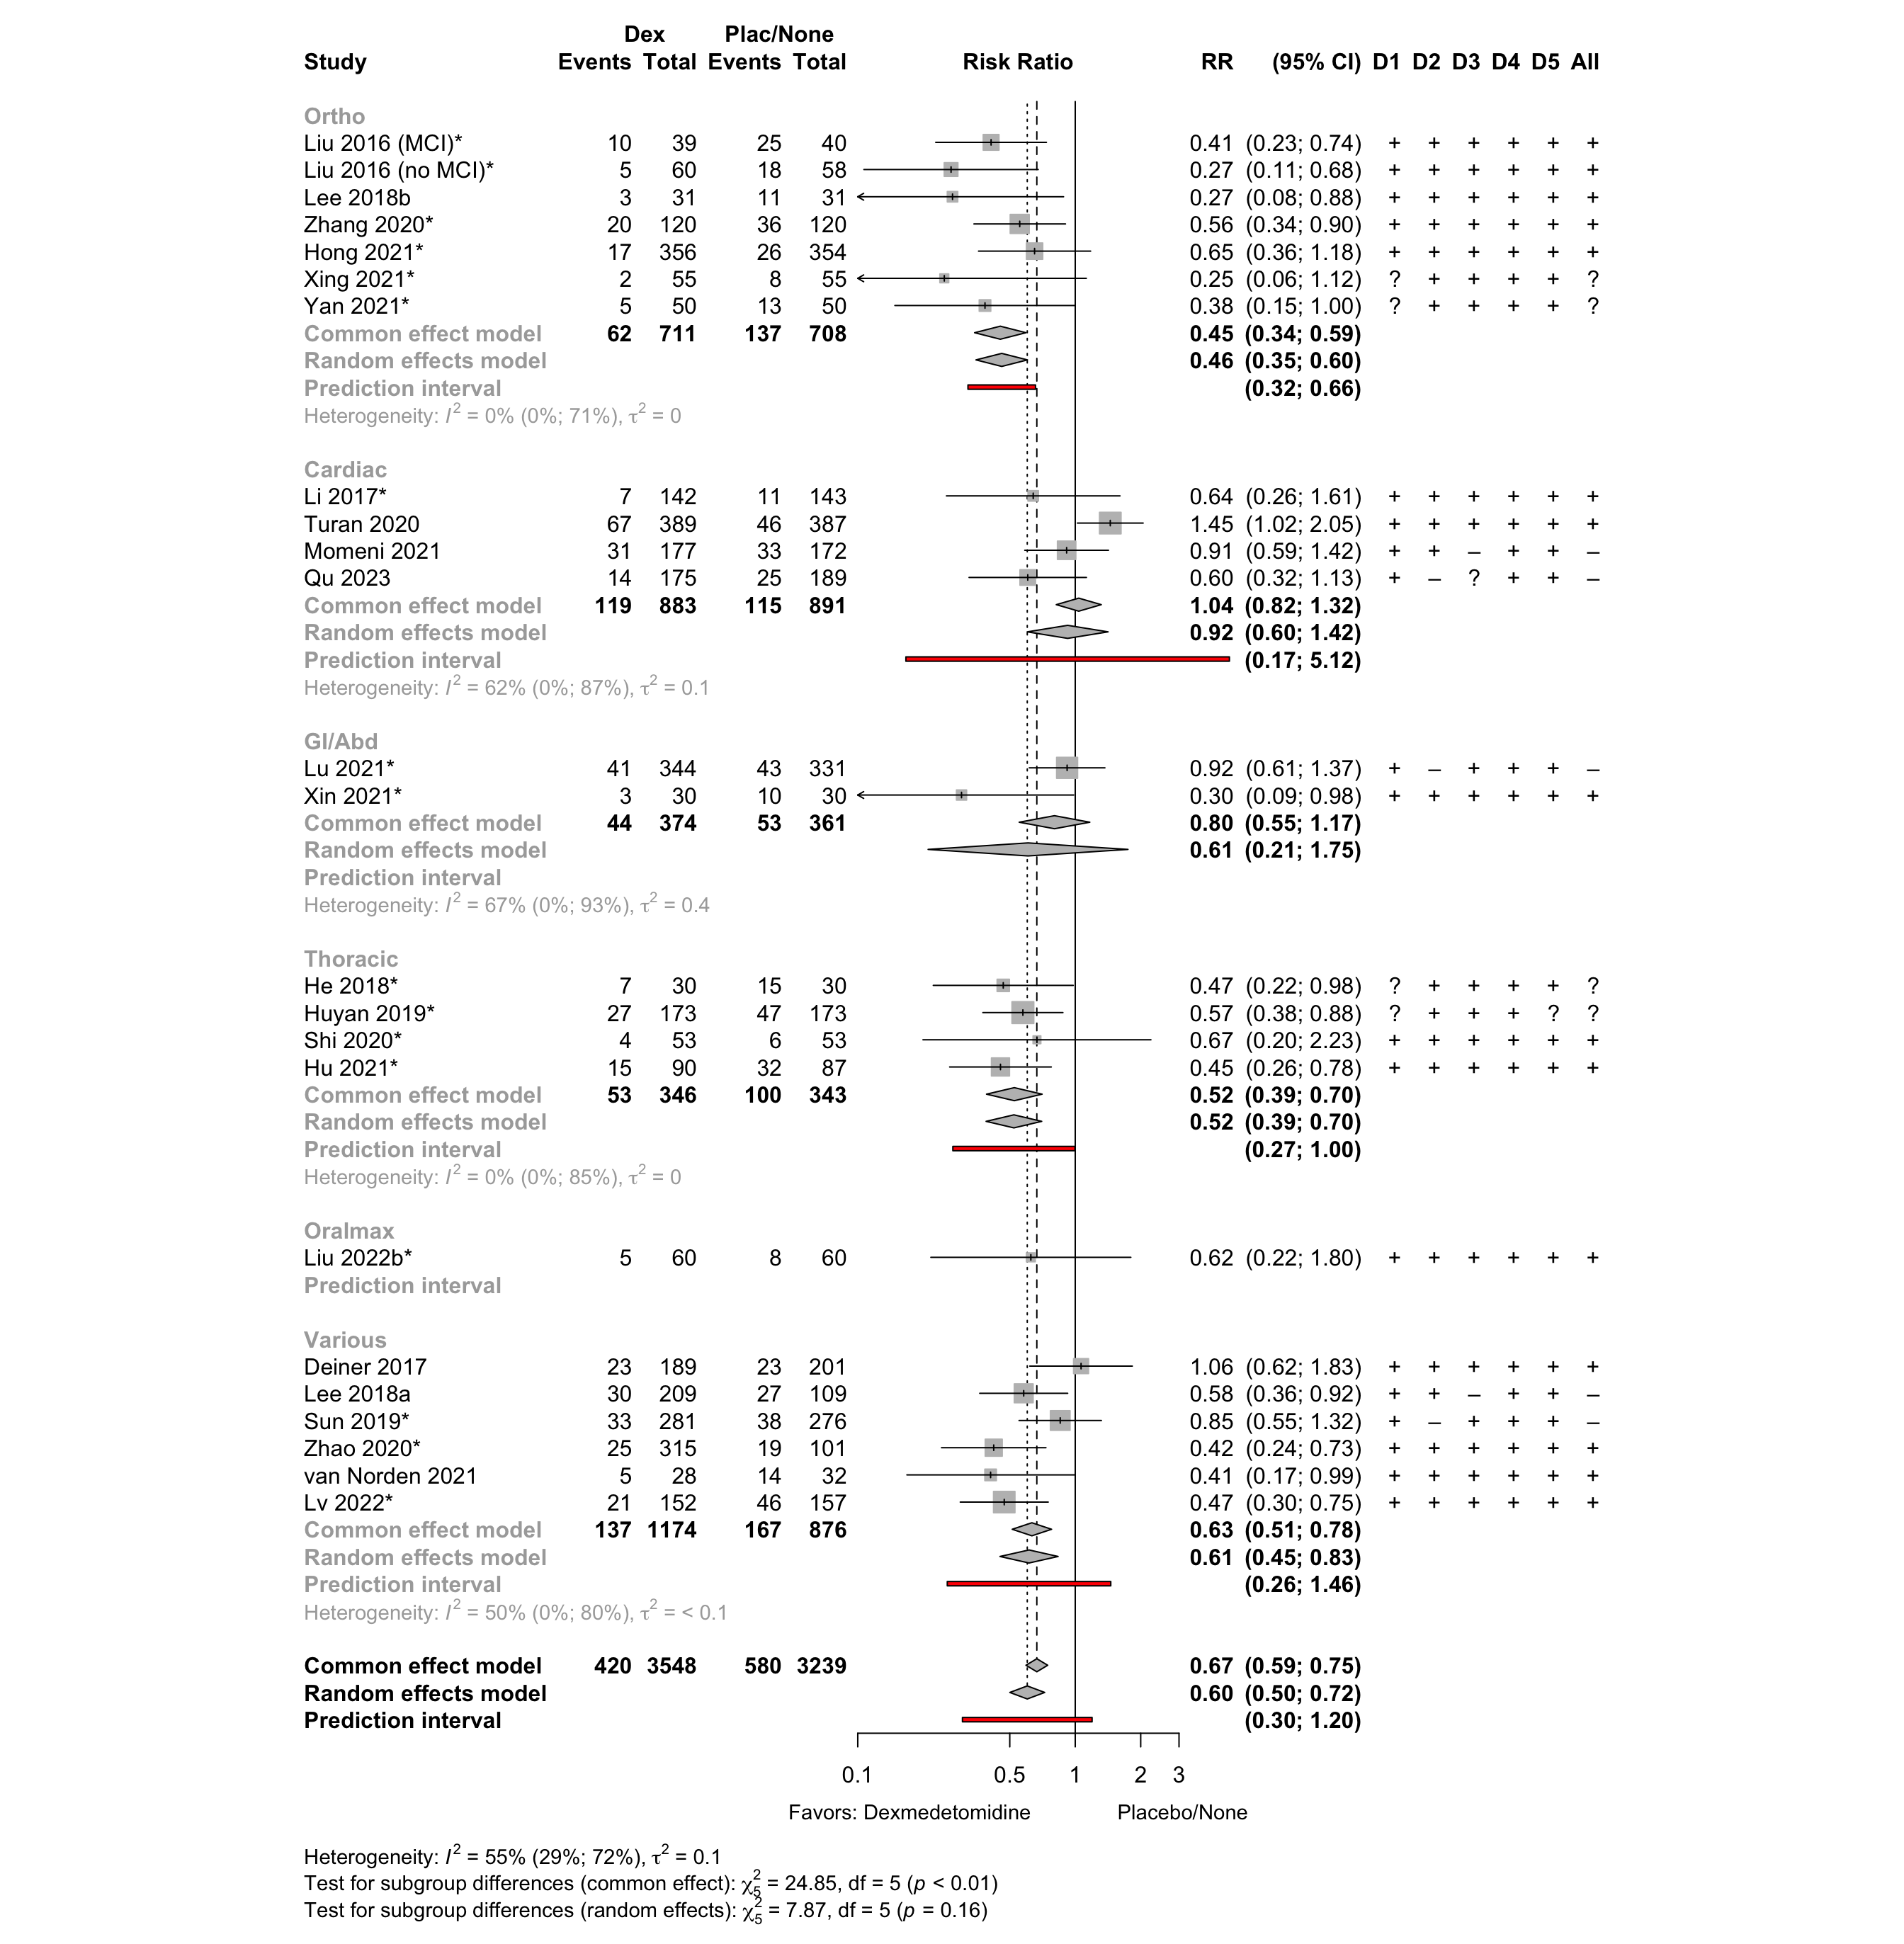 Dex Plac/None
Study Events Total Events Total Risk Ratio RR (95% CI) D1 D2 D3 D4 D5 All
Ortho
Liu 2016 (MCI)* 10 39 25 40 0.41 (0.23; 0.74) + + + + + +
Liu 2016 (no MCI)* 5 60 18 58 0.27 (0.11; 0.68) + + + + + +
Lee 2018b 3 31 11 31 0.27 (0.08; 0.88) + + + + + +
Zhang 2020* 20 120 36 120 0.56 (0.34; 0.90) + + + + + +
Hong 2021* 17 356 26 354 0.65 (0.36; 1.18) + + + + + +
Xing 2021* 2 55 8 55 0.25 (0.06; 1.12) ? + + + + ?
Yan 2021* 5 50 13 50 0.38 (0.15; 1.00) ? + + + + ?
Common effect model 62 711 137 708 0.45 (0.34; 0.59)
Random effects model 0.46 (0.35; 0.60)
Prediction interval (0.32; 0.66)
Heterogeneity: I² = 0% (0%; 71%), τ² = 0
Cardiac
Li 2017* 7 142 11 143 0.64 (0.26; 1.61) + + + + + +
Turan 2020 67 389 46 387 1.45 (1.02; 2.05) + + + + + +
Momeni 2021 31 177 33 172 0.91 (0.59; 1.42) + + – + + –
Qu 2023 14 175 25 189 0.60 (0.32; 1.13) + – ? + + –
Common effect model 119 883 115 891 1.04 (0.82; 1.32)
Random effects model 0.92 (0.60; 1.42)
Prediction interval (0.17; 5.12)
Heterogeneity: I² = 62% (0%; 87%), τ² = 0.1
GI/Abd
Lu 2021* 41 344 43 331 0.92 (0.61; 1.37) + – + + + –
Xin 2021* 3 30 10 30 0.30 (0.09; 0.98) + + + + + +
Common effect model 44 374 53 361 0.80 (0.55; 1.17)
Random effects model 0.61 (0.21; 1.75)
Prediction interval
Heterogeneity: I² = 67% (0%; 93%), τ² = 0.4
Thoracic
He 2018* 7 30 15 30 0.47 (0.22; 0.98) ? + + + + ?
Huyan 2019* 27 173 47 173 0.57 (0.38; 0.88) ? + + + ? ?
Shi 2020* 4 53 6 53 0.67 (0.20; 2.23) + + + + + +
Hu 2021* 15 90 32 87 0.45 (0.26; 0.78) + + + + + +
Common effect model 53 346 100 343 0.52 (0.39; 0.70)
Random effects model 0.52 (0.39; 0.70)
Prediction interval (0.27; 1.00)
Heterogeneity: I² = 0% (0%; 85%), τ² = 0
Oralmax
Liu 2022b* 5 60 8 60 0.62 (0.22; 1.80) + + + + + +
Prediction interval
Various
Deiner 2017 23 189 23 201 1.06 (0.62; 1.83) + + + + + +
Lee 2018a 30 209 27 109 0.58 (0.36; 0.92) + + – + + –
Sun 2019* 33 281 38 276 0.85 (0.55; 1.32) + – + + + –
Zhao 2020* 25 315 19 101 0.42 (0.24; 0.73) + + + + + +
van Norden 2021 5 28 14 32 0.41 (0.17; 0.99) + + + + + +
Lv 2022* 21 152 46 157 0.47 (0.30; 0.75) + + + + + +
Common effect model 137 1174 167 876 0.63 (0.51; 0.78)
Random effects model 0.61 (0.45; 0.83)
Prediction interval (0.26; 1.46)
Heterogeneity: I² = 50% (0%; 80%), τ² = < 0.1
Common effect model 420 3548 580 3239 0.67 (0.59; 0.75)
Random effects model 0.60 (0.50; 0.72)
Prediction interval (0.30; 1.20)
0.1 0.5 1 2 3
Favors: Dexmedetomidine Placebo/None
Heterogeneity: I² = 55% (29%; 72%), τ² = 0.1
Test for subgroup differences (common effect): χ²₅ = 24.85, df = 5 (p < 0.01)
Test for subgroup differences (random effects): χ²₅ = 7.87, df = 5 (p = 0.16)